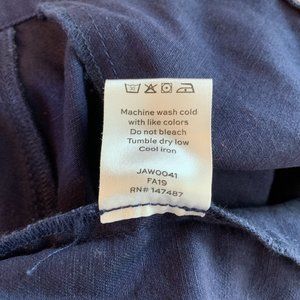 Machine wash cold
with like colors
Do not bleach
Tumble dry low
Cool iron
JAW0041
FA19
RN# 147487